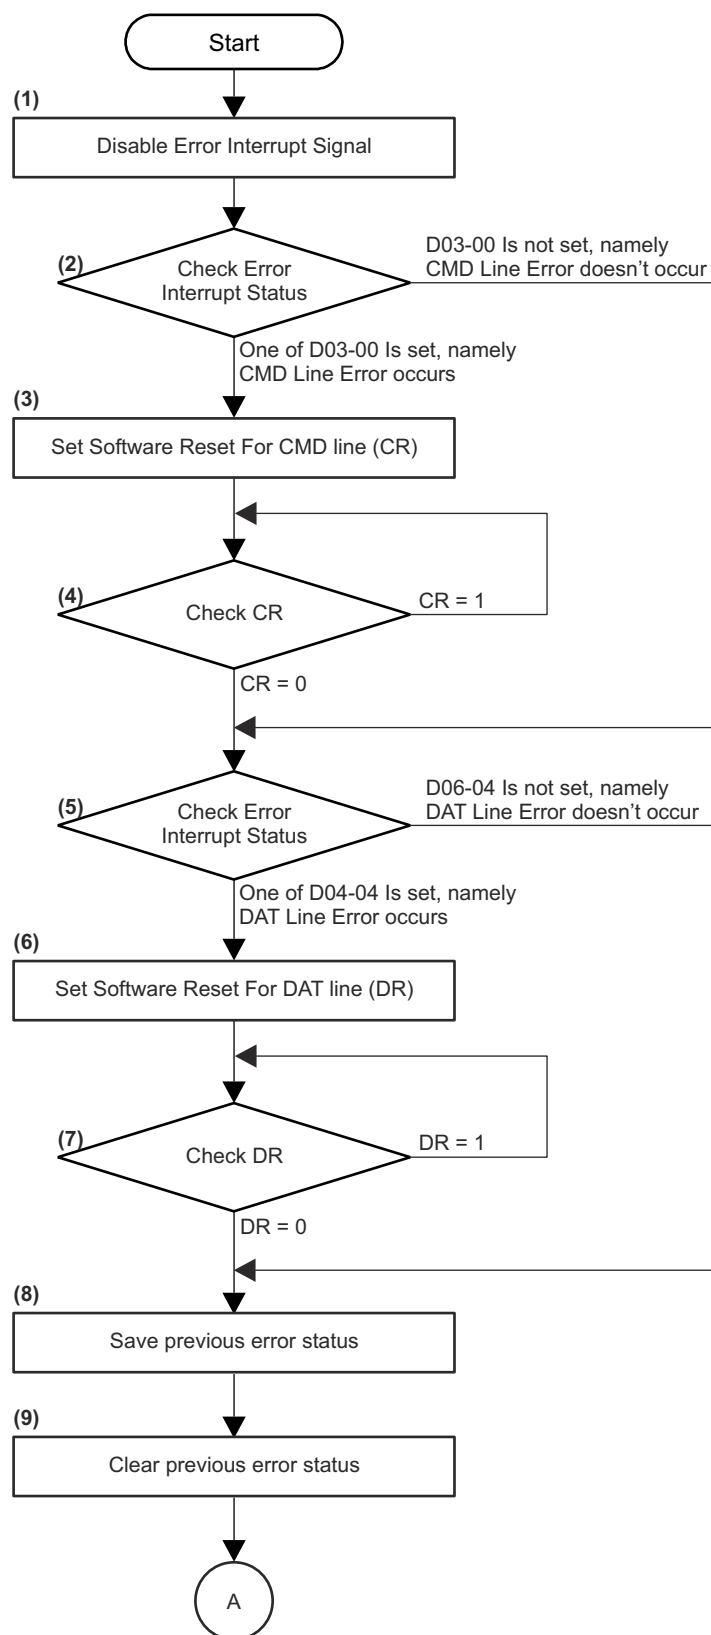 Start
(1)
Disable Error Interrupt Signal
(2)
Check Error
Interrupt Status
D03-00 Is not set, namely
CMD Line Error doesn't occur
One of D03-00 Is set, namely
CMD Line Error occurs
(3)
Set Software Reset For CMD line (CR)
(4)
Check CR
CR = 1
CR = 0
(5)
Check Error
Interrupt Status
D06-04 Is not set, namely
DAT Line Error doesn't occur
One of D04-04 Is set, namely
DAT Line Error occurs
(6)
Set Software Reset For DAT line (DR)
(7)
Check DR
DR = 1
DR = 0
(8)
Save previous error status
(9)
Clear previous error status
A